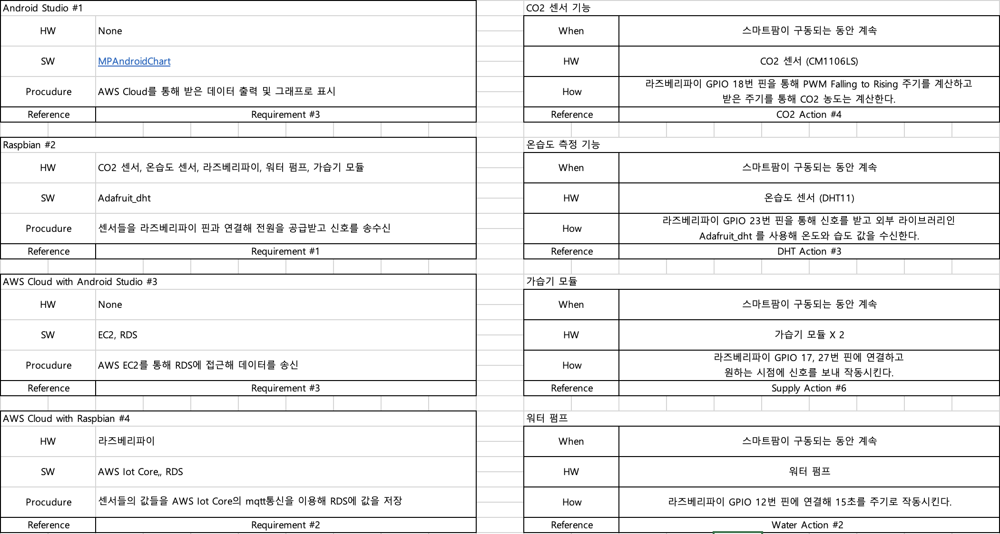 Android Studio #1
HW
None
SW
MPAndroidChart
Procudure
AWS Cloud를 통해 받은 데이터 출력 및 그래프로 표시
Reference
Requirement #3
Raspbian #2
HW
CO2 센서, 온습도 센서, 라즈베리파이, 워터 펌프, 가습기 모듈
SW
Adafruit_dht
Procudure
센서들을 라즈베리파이 핀과 연결해 전원을 공급받고 신호를 송수신
Reference
Requirement #1
AWS Cloud with Android Studio #3
HW
None
SW
EC2, RDS
Procudure
AWS EC2를 통해 RDS에 접근해 데이터를 송신
Reference
Requirement #3
AWS Cloud with Raspbian #4
HW
라즈베리파이
SW
AWS Iot Core,, RDS
Procudure
센서들의 값들을 AWS Iot Core의 mqtt통신을 이용해 RDS에 값을 저장
Reference
Requirement #2
CO2 센서 기능
When
스마트팜이 구동되는 동안 계속
HW
CO2 센서 (CM1106LS)
How
라즈베리파이 GPIO 18번 핀을 통해 PWM Falling to Rising 주기를 계산하고
받은 주기를 통해 CO2 농도는 계산한다.
Reference
CO2 Action #4
온습도 측정 기능
When
스마트팜이 구동되는 동안 계속
HW
온습도 센서 (DHT11)
How
라즈베리파이 GPIO 23번 핀을 통해 신호를 받고 외부 라이브러리인
Adafruit_dht 를 사용해 온도와 습도 값을 수신한다.
Reference
DHT Action #3
가습기 모듈
When
스마트팜이 구동되는 동안 계속
HW
가습기 모듈 X 2
How
라즈베리파이 GPIO 17, 27번 핀에 연결하고
원하는 시점에 신호를 보내 작동시킨다.
Reference
Supply Action #6
워터 펌프
When
스마트팜이 구동되는 동안 계속
HW
워터 펌프
How
라즈베리파이 GPIO 12번 핀에 연결해 15초를 주기로 작동시킨다.
Reference
Water Action #2